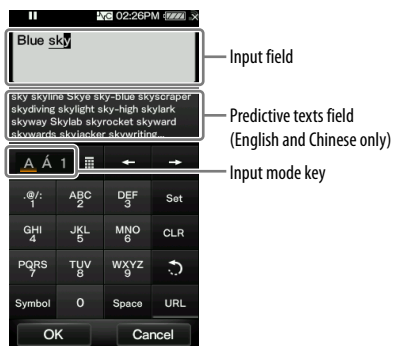 02:26PM
Blue sky
Input field
sky skyline Skye sky-blue skyscraper
skydiving skylight sky-high skylark
skyway Skylab skyrocket skyward
skywards skyjacker skywriting...
Predictive texts field
(English and Chinese only)
A Á 1
Input mode key
.@/: ABC DEF Set
1 2 3
GHI JKL MNO CLR
4 5 6
PQRS TUV WXYZ
7 8 9
Symbol 0 Space URL
OK Cancel